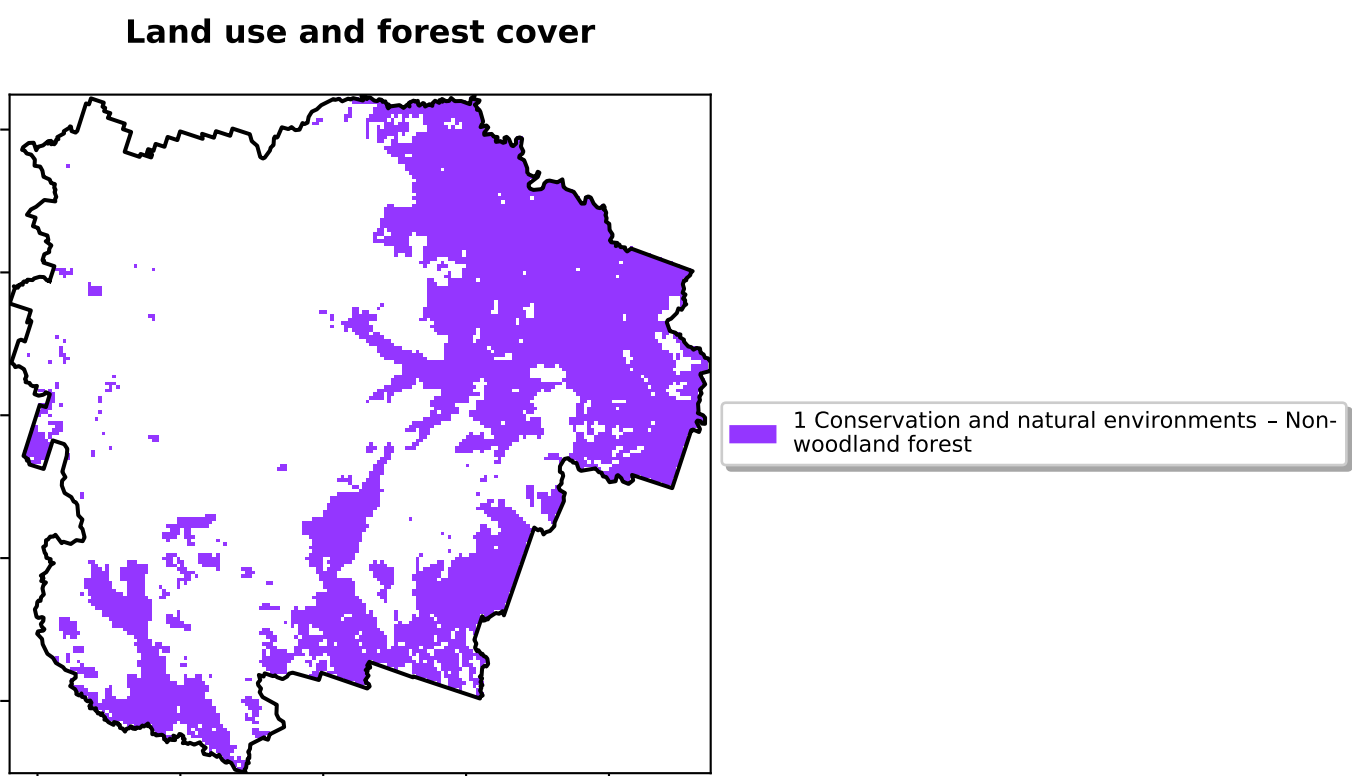 Land use and forest cover
1 Conservation and natural environments – Non-
woodland forest